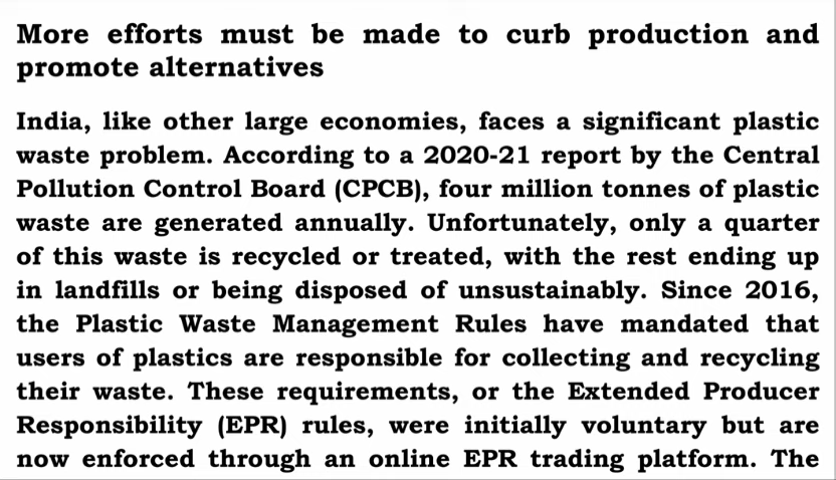 More efforts must be made to curb production and
promote alternatives
India, like other large economies, faces a significant plastic
waste problem. According to a 2020-21 report by the Central
Pollution Control Board (CPCB), four million tonnes of plastic
waste are generated annually. Unfortunately, only a quarter
of this waste is recycled or treated, with the rest ending up
in landfills or being disposed of unsustainably. Since 2016,
the Plastic Waste Management Rules have mandated that
users of plastics are responsible for collecting and recycling
their waste. These requirements, or the Extended Producer
Responsibility (EPR) rules, were initially voluntary but are
now enforced through an online EPR trading platform. The